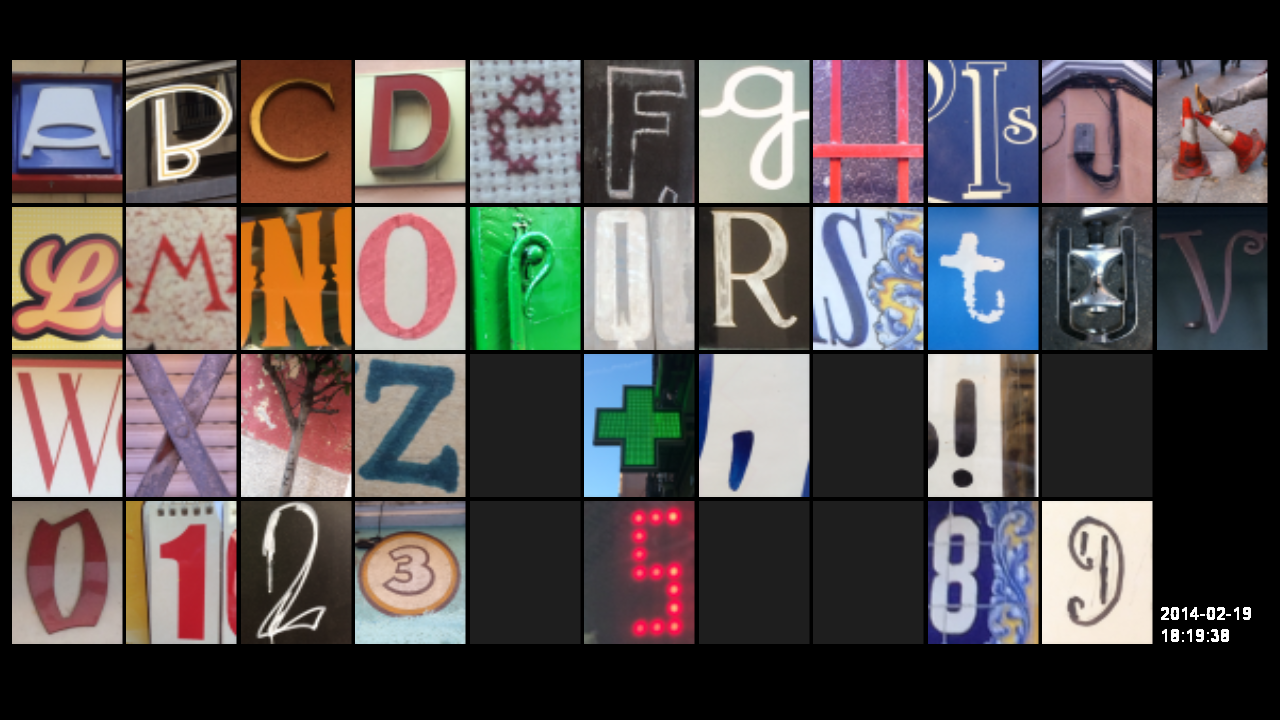 A B C D e F, g H Is J K
L M N O P Q R S t U V
W X Y Z + , !
0 1 2 3 5 8 9
2014-02-19
18:19:38